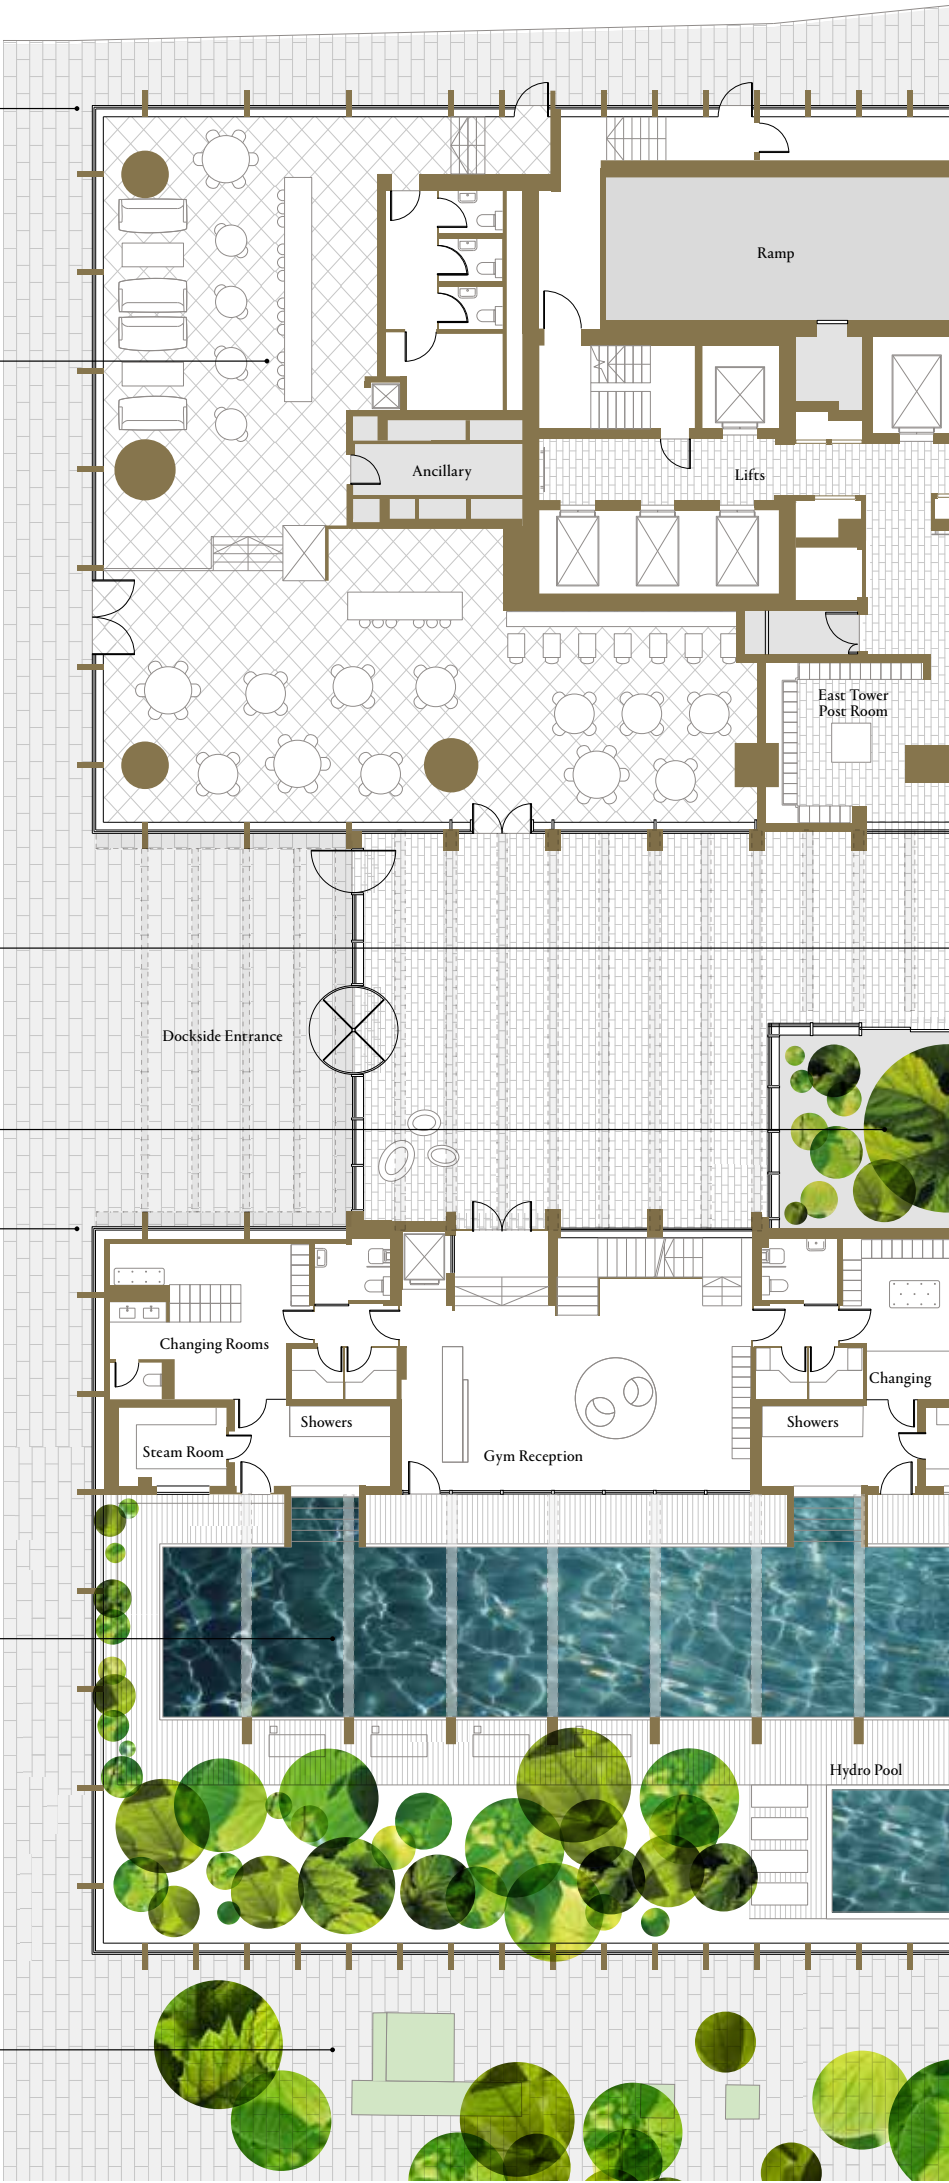 Ramp
Ancillary
Lifts
East Tower
Post Room
Dockside Entrance
Changing Rooms
Changing
Showers
Showers
Steam Room
Gym Reception
Hydro Pool